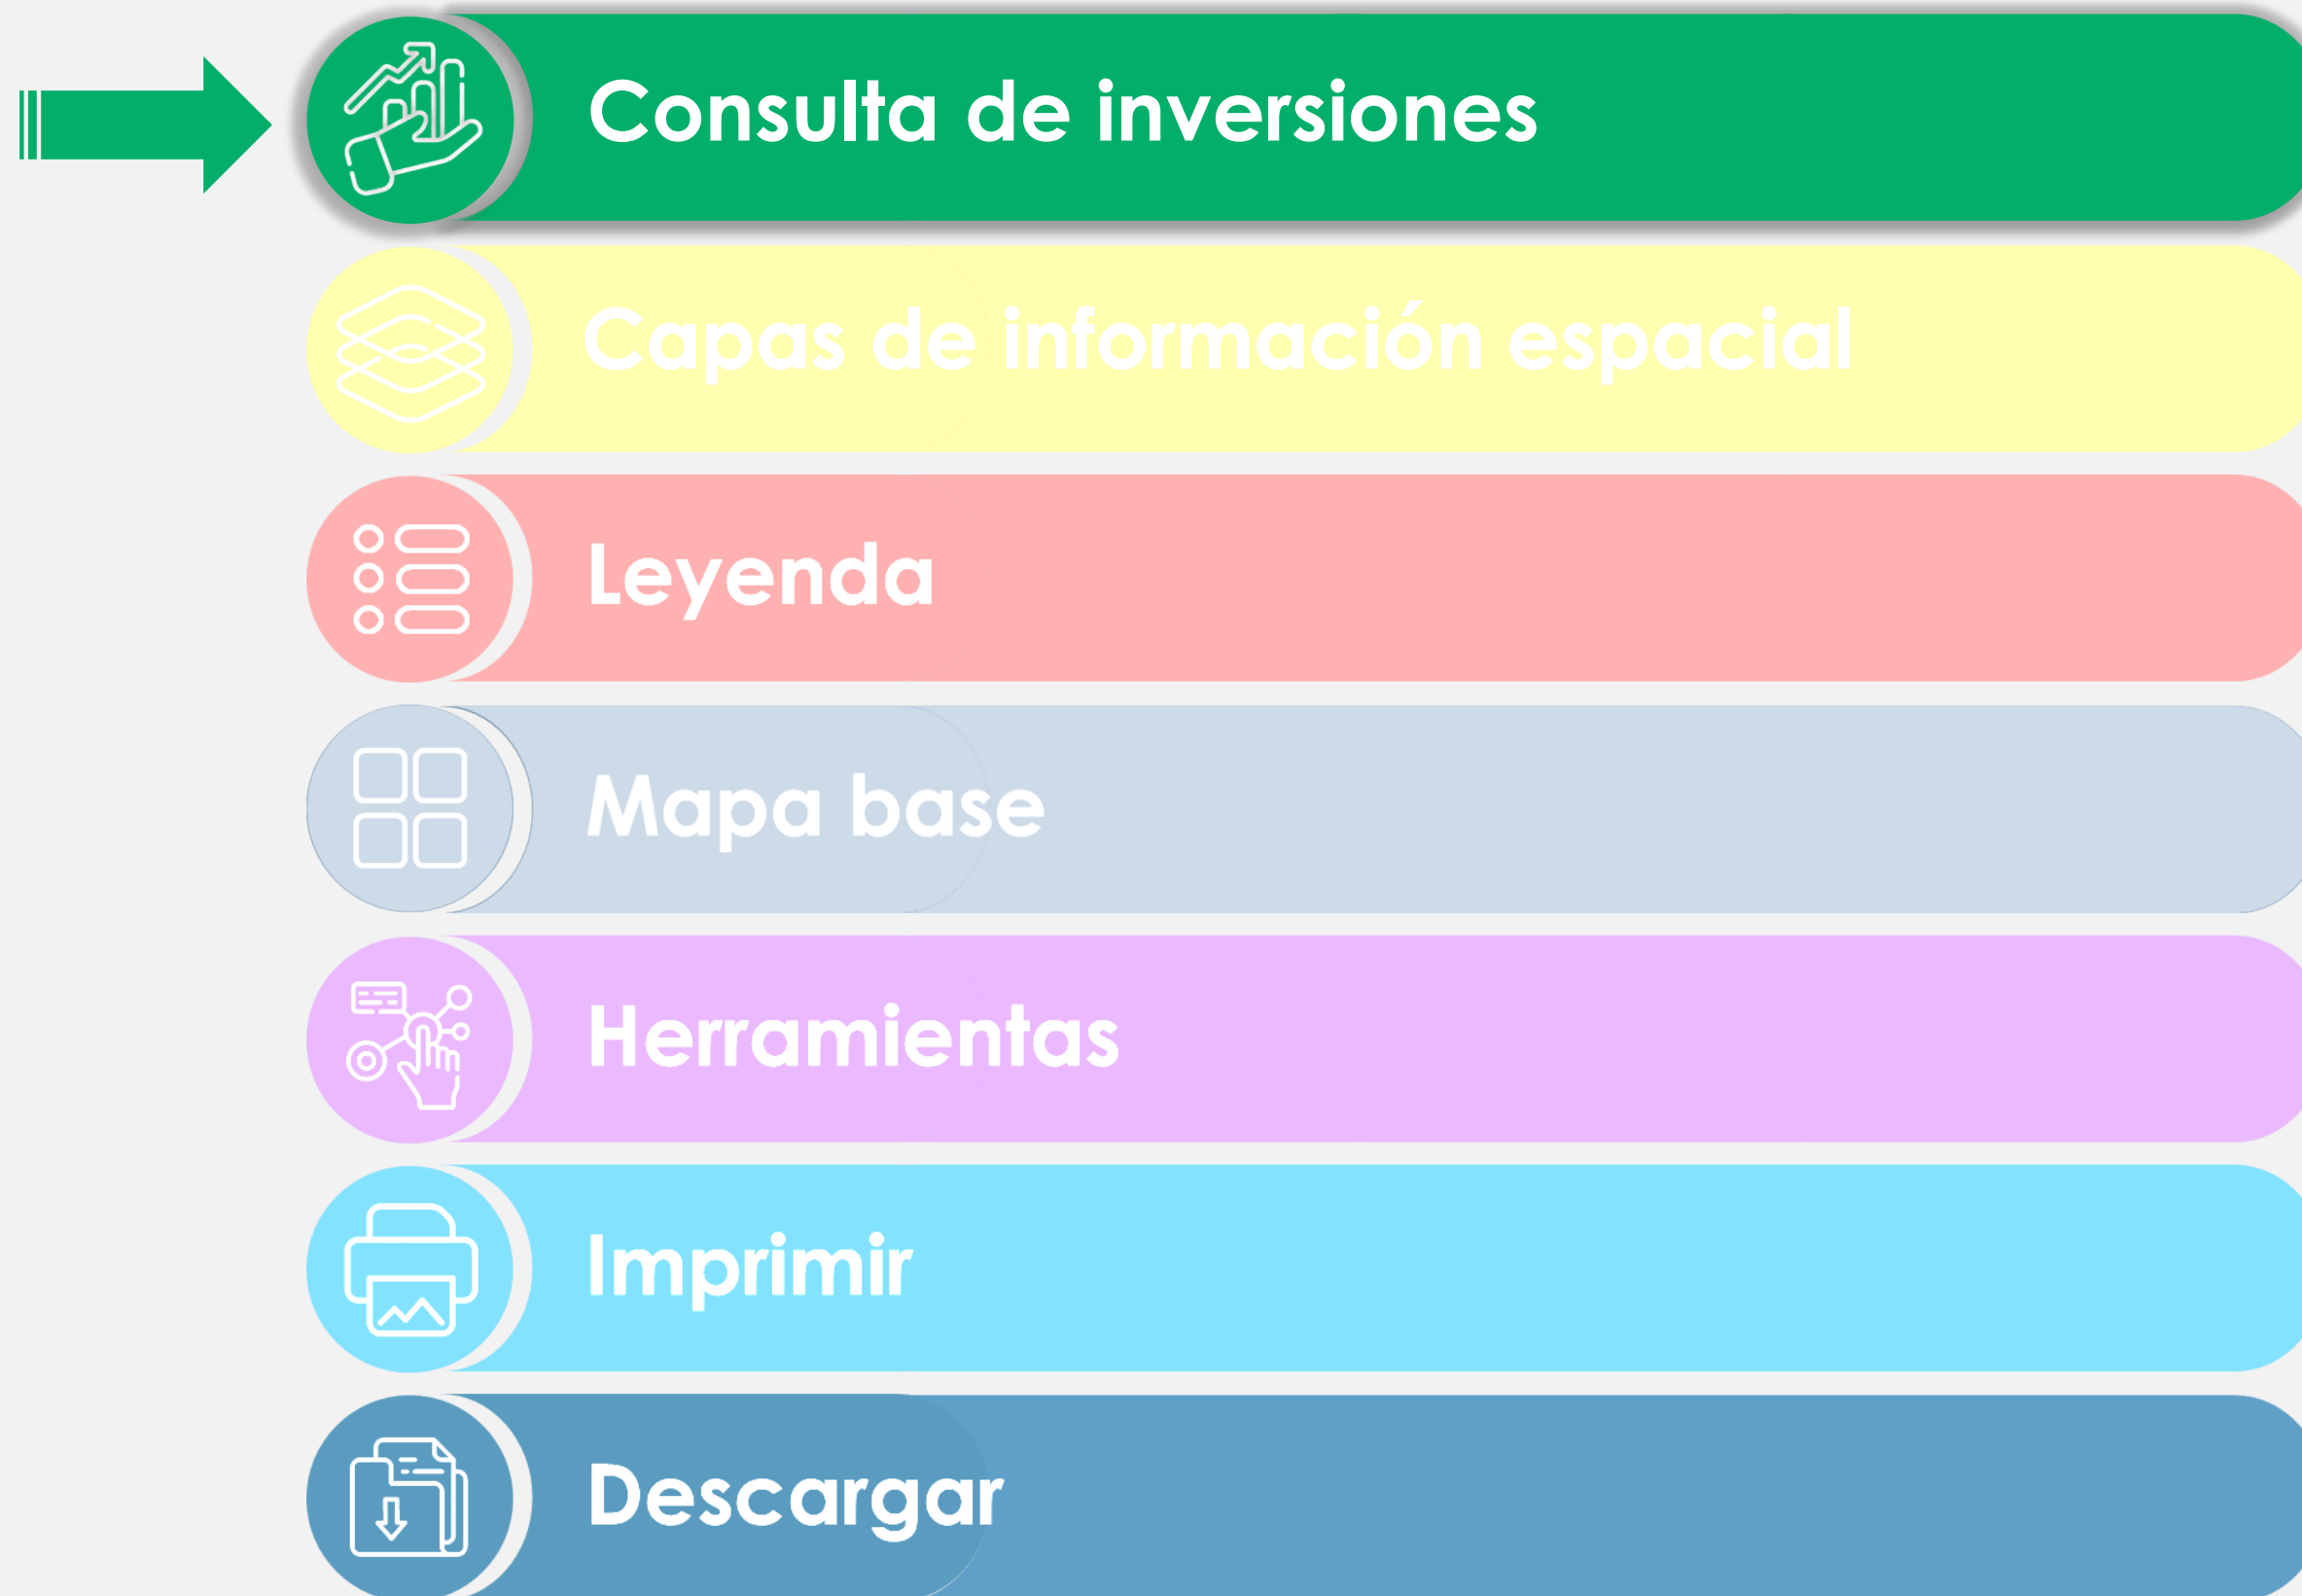 Consulta de inversiones
Capas de información espacial
Leyenda
Mapa base
Herramientas
Imprimir
Descargar